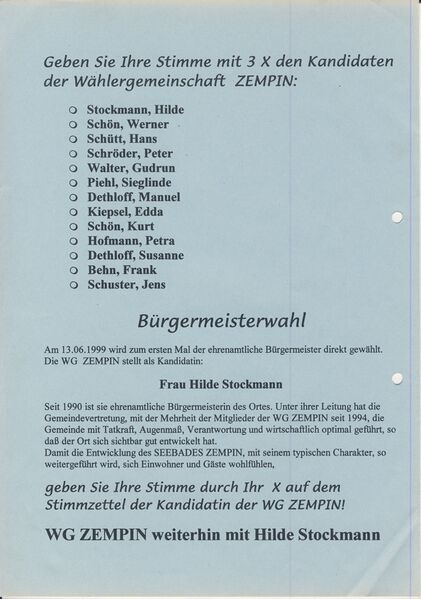 Geben Sie Ihre Stimme mit 3 X den Kandidaten
der Wählergemeinschaft ZEMPIN:
Stockmann, Hilde
Schön, Werner
Schütt, Hans
Schröder, Peter
Walter, Gudrun
Piehl, Sieglinde
Dethloff, Manuel
Kiepsel, Edda
Schön, Kurt
Hofmann, Petra
Dethloff, Susanne
Behn, Frank
Schuster, Jens
Bürgermeisterwahl
Am 13.06.1999 wird zum ersten Mal der ehrenamtliche Bürgermeister direkt gewählt.
Die WG ZEMPIN stellt als Kandidatin:
Frau Hilde Stockmann
Seit 1990 ist sie ehrenamtliche Bürgermeisterin des Ortes. Unter ihrer Leitung hat die
Gemeindevertretung, mit der Mehrheit der Mitglieder der WG ZEMPIN seit 1994, die
Gemeinde mit Tatkraft, Augenmaß, Verantwortung und wirtschaftlich optimal geführt, so
daß der Ort sich sichtbar gut entwickelt hat.
Damit die Entwicklung des SEEBADES ZEMPIN, mit seinem typischen Charakter, so
weitergeführt wird, sich Einwohner und Gäste wohlfühlen,
geben Sie Ihre Stimme durch Ihr X auf dem
Stimmzettel der Kandidatin der WG ZEMPIN!
WG ZEMPIN weiterhin mit Hilde Stockmann